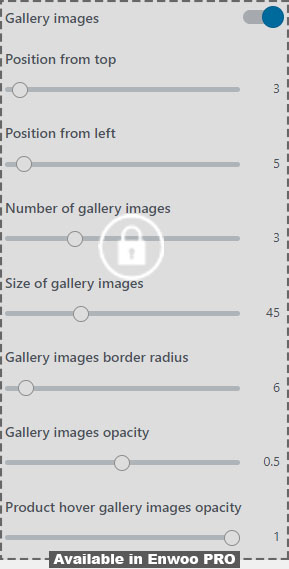 Gallery images
Position from top
3
Position from left
5
Number of gallery images
3
Size of gallery images
45
Gallery images border radius
6
Gallery images opacity
0.5
Product hover gallery images opacity
1
Available in Enwoo PRO